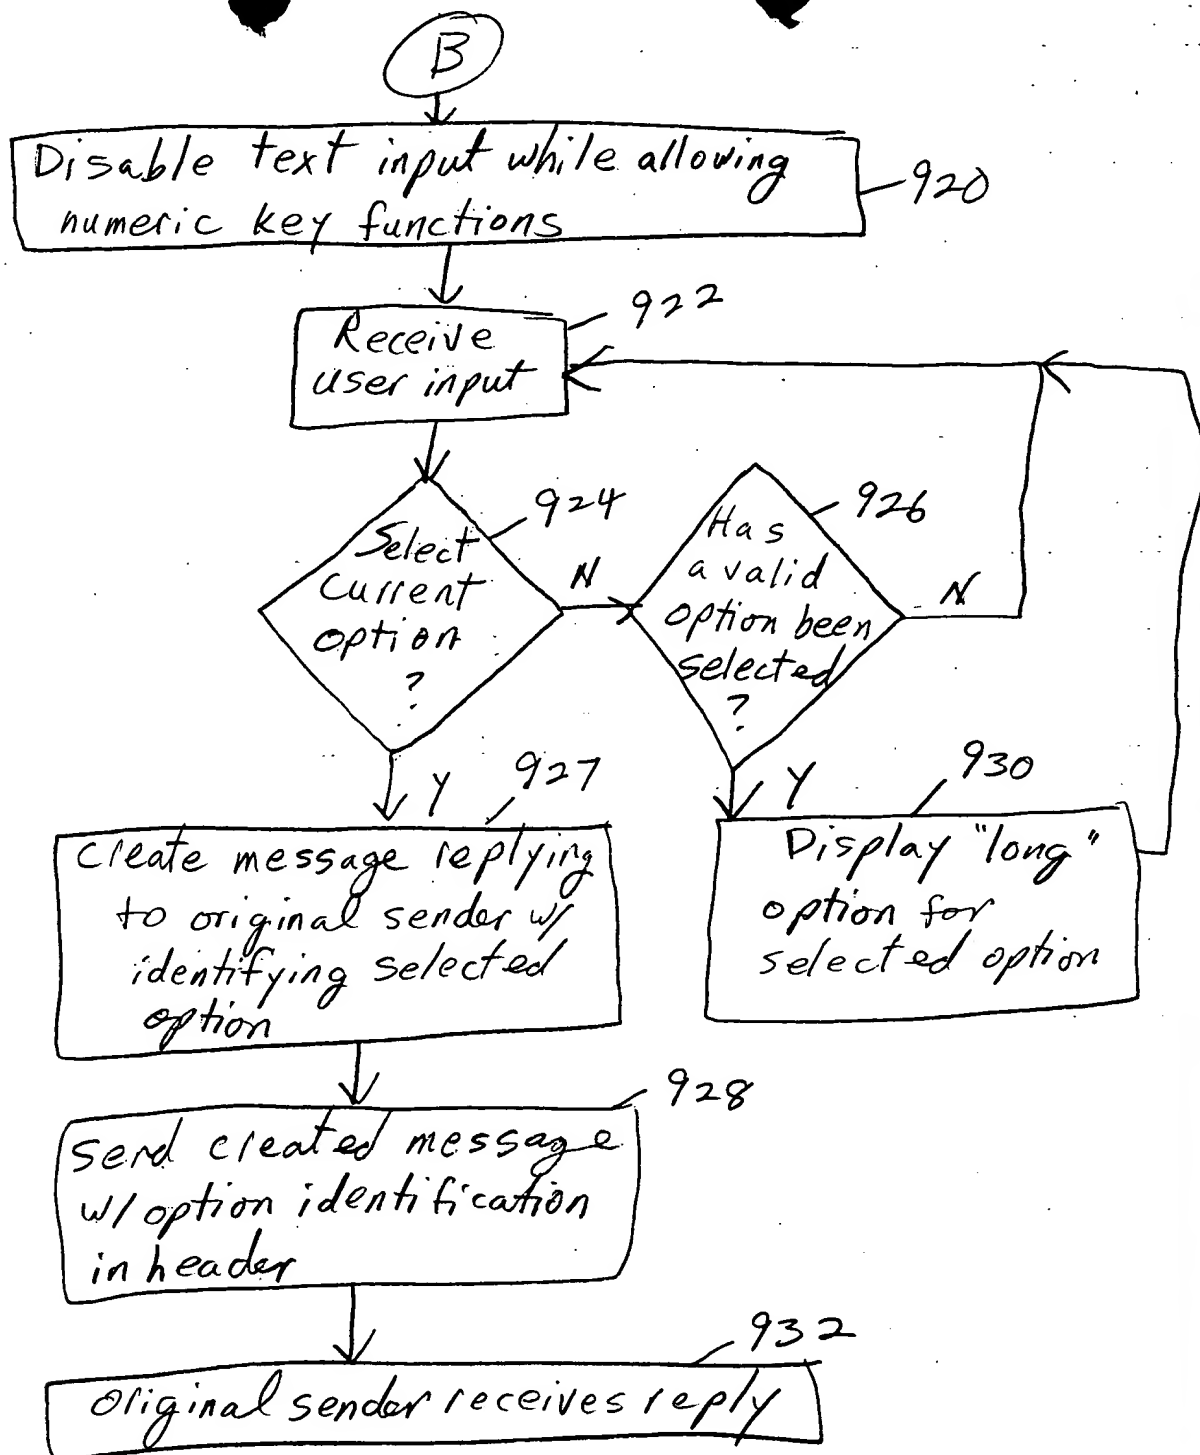 B
Disable text input while allowing
numeric key functions
920
922
Receive
user input
924
Select
current
option
?
N
926
Has
a valid
option been
selected
?
N
Y
927
Create message replying
to original sender w/
identifying selected
option
Y
930
Display "long"
option for
selected option
928
Send created message
w/ option identification
in header
932
Original sender receives reply